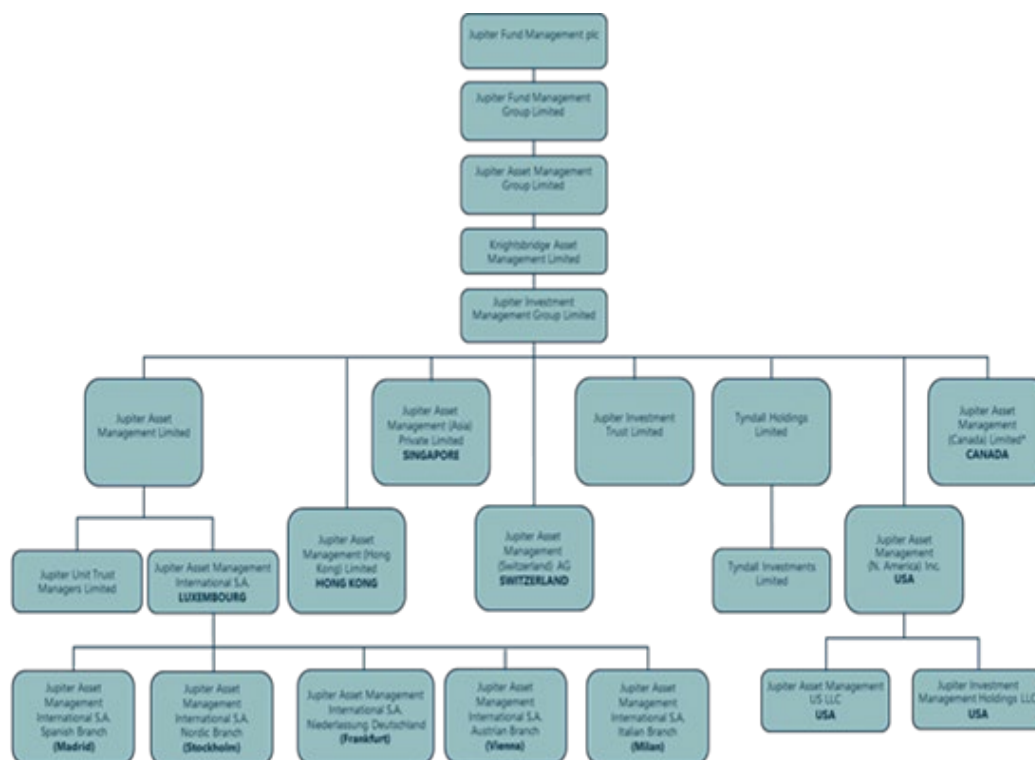 Jupiter Fund Management plc
Jupiter Fund Management
Group Limited
Jupiter Asset Management
Group Limited
Knightsbridge Asset
Management Limited
Jupiter Investment
Management Group Limited
Jupiter Asset
Management Limited
Jupiter Asset
Management (Asia)
Private Limited
SINGAPORE
Jupiter Investment
Trust Limited
Tyndall Holdings
Limited
Jupiter Asset
Management
(Canada) Limited*
CANADA
Jupiter Unit Trust
Managers Limited
Jupiter Asset Management
International S.A.
LUXEMBOURG
Jupiter Asset
Management (Hong
Kong) Limited
HONG KONG
Jupiter Asset
Management
(Switzerland) AG
SWITZERLAND
Tyndall Investments
Limited
Jupiter Asset
Management
(N. America) Inc.
USA
Jupiter Asset
Management
International S.A.
Spanish Branch
(Madrid)
Jupiter Asset
Management
International S.A.
Nordic Branch
(Stockholm)
Jupiter Asset Management
International S.A.
Niederlassung Deutschland
(Frankfurt)
Jupiter Asset
Management
International S.A.
Austrian Branch
(Vienna)
Jupiter Asset
Management
International S.A.
Italian Branch
(Milan)
Jupiter Asset Management
US LLC
USA
Jupiter Investment
Management Holdings LLC
USA